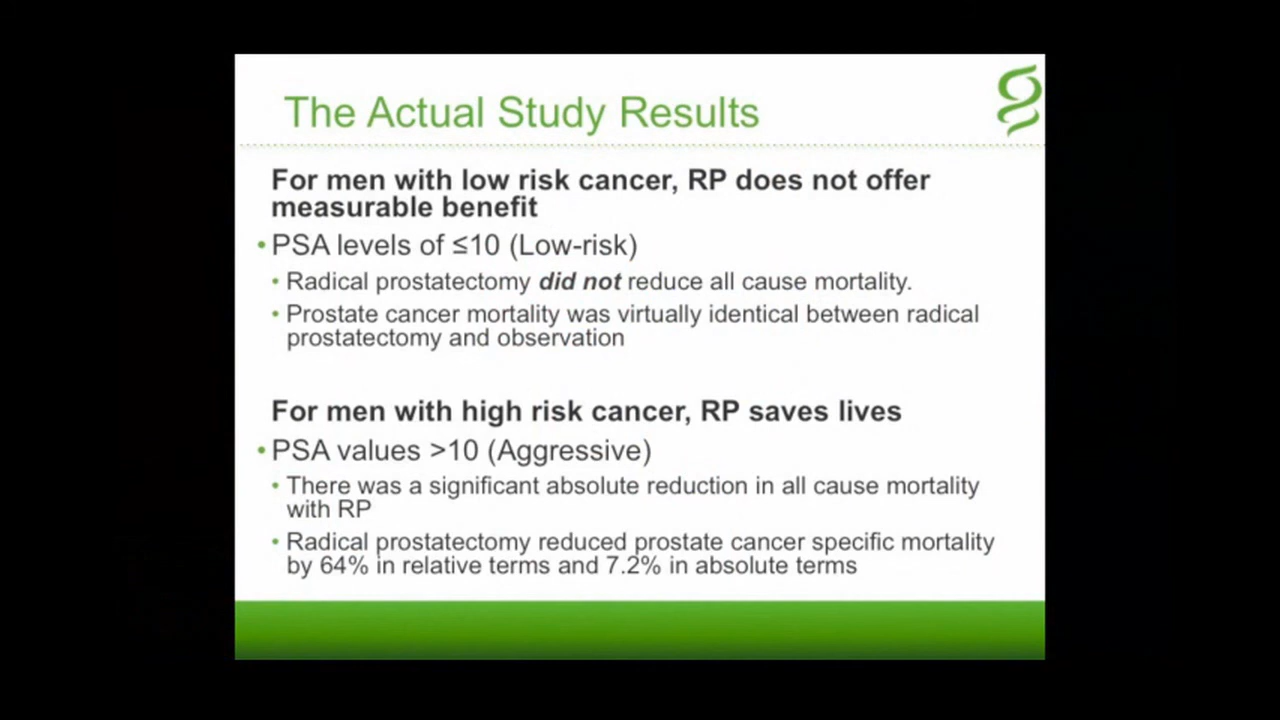 The Actual Study Results
For men with low risk cancer, RP does not offer
measurable benefit
•PSA levels of ≤10 (Low-risk)
• Radical prostatectomy did not reduce all cause mortality.
• Prostate cancer mortality was virtually identical between radical
prostatectomy and observation
For men with high risk cancer, RP saves lives
•PSA values >10 (Aggressive)
• There was a significant absolute reduction in all cause mortality
with RP
• Radical prostatectomy reduced prostate cancer specific mortality
by 64% in relative terms and 7.2% in absolute terms